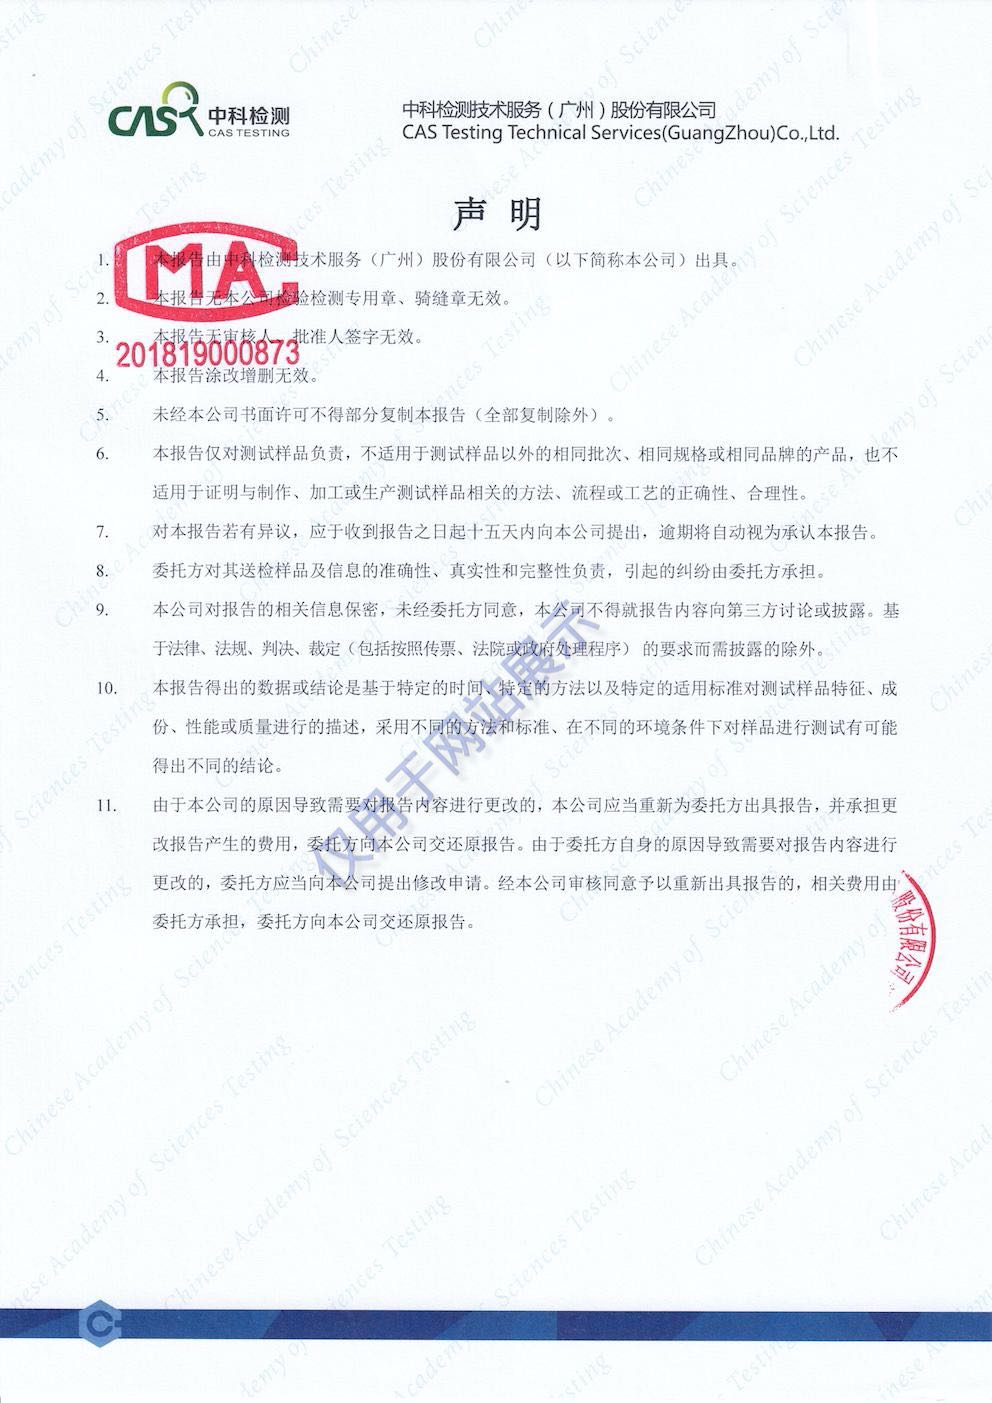 CAS 中科检测
CAS TESTING
中科检测技术服务（广州）股份有限公司
CAS Testing Technical Services(GuangZhou)Co.,Ltd.
声 明
MA
1. 本报告由中科检测技术服务（广州）股份有限公司（以下简称本公司）出具。
2. 本报告无本公司检验检测专用章、骑缝章无效。
3. 本报告无审核人、批准人签字无效。
201819000873
4. 本报告涂改增删无效。
5. 未经本公司书面许可不得部分复制本报告（全部复制除外）。
6. 本报告仅对测试样品负责，不适用于测试样品以外的相同批次、相同规格或相同品牌的产品，也不
适用于证明与制作、加工或生产测试样品相关的方法、流程或工艺的正确性、合理性。
7. 对本报告若有异议，应于收到报告之日起十五天内向本公司提出，逾期将自动视为承认本报告。
8. 委托方对其送检样品及信息的准确性、真实性和完整性负责，引起的纠纷由委托方承担。
9. 本公司对报告的相关信息保密，未经委托方同意，本公司不得就报告内容向第三方讨论或披露。基
于法律、法规、判决、裁定（包括按照传票、法院或政府处理程序） 的要求而需披露的除外。
10. 本报告得出的数据或结论是基于特定的时间、特定的方法以及特定的适用标准对测试样品特征、成
份、性能或质量进行的描述，采用不同的方法和标准、在不同的环境条件下对样品进行测试有可能
得出不同的结论。
11. 由于本公司的原因导致需要对报告内容进行更改的，本公司应当重新为委托方出具报告，并承担更
改报告产生的费用，委托方向本公司交还原报告。由于委托方自身的原因导致需要对报告内容进行
更改的，委托方应当向本公司提出修改申请。经本公司审核同意予以重新出具报告的，相关费用由
委托方承担，委托方向本公司交还原报告。
股份有限公司
仅用于网站展示
Chinese Academy of Sciences Testing